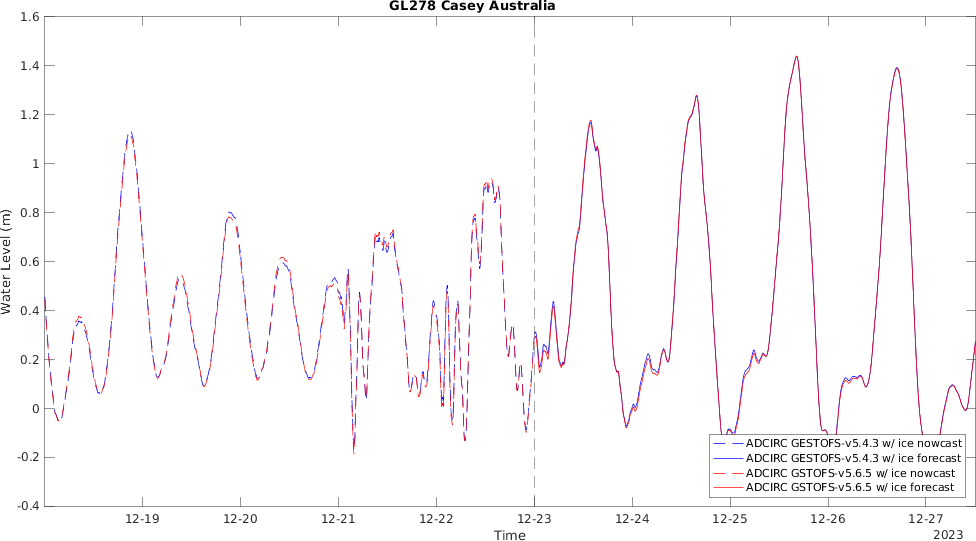 GL278 Casey Australia
1.6
1.4
1.2
1
0.8
0.6
0.4
0.2
0
-0.2
-0.4
Water Level (m)
12-19 12-20 12-21 12-22 12-23 12-24 12-25 12-26 12-27
Time
2023
ADCIRC GESTOFS-v5.4.3 w/ ice nowcast
ADCIRC GSTOFS-v5.4.3 w/ ice forecast
ADCIRC GSTOFS-v5.6.5 w/ ice nowcast
ADCIRC GSTOFS-v5.6.5 w/ ice forecast